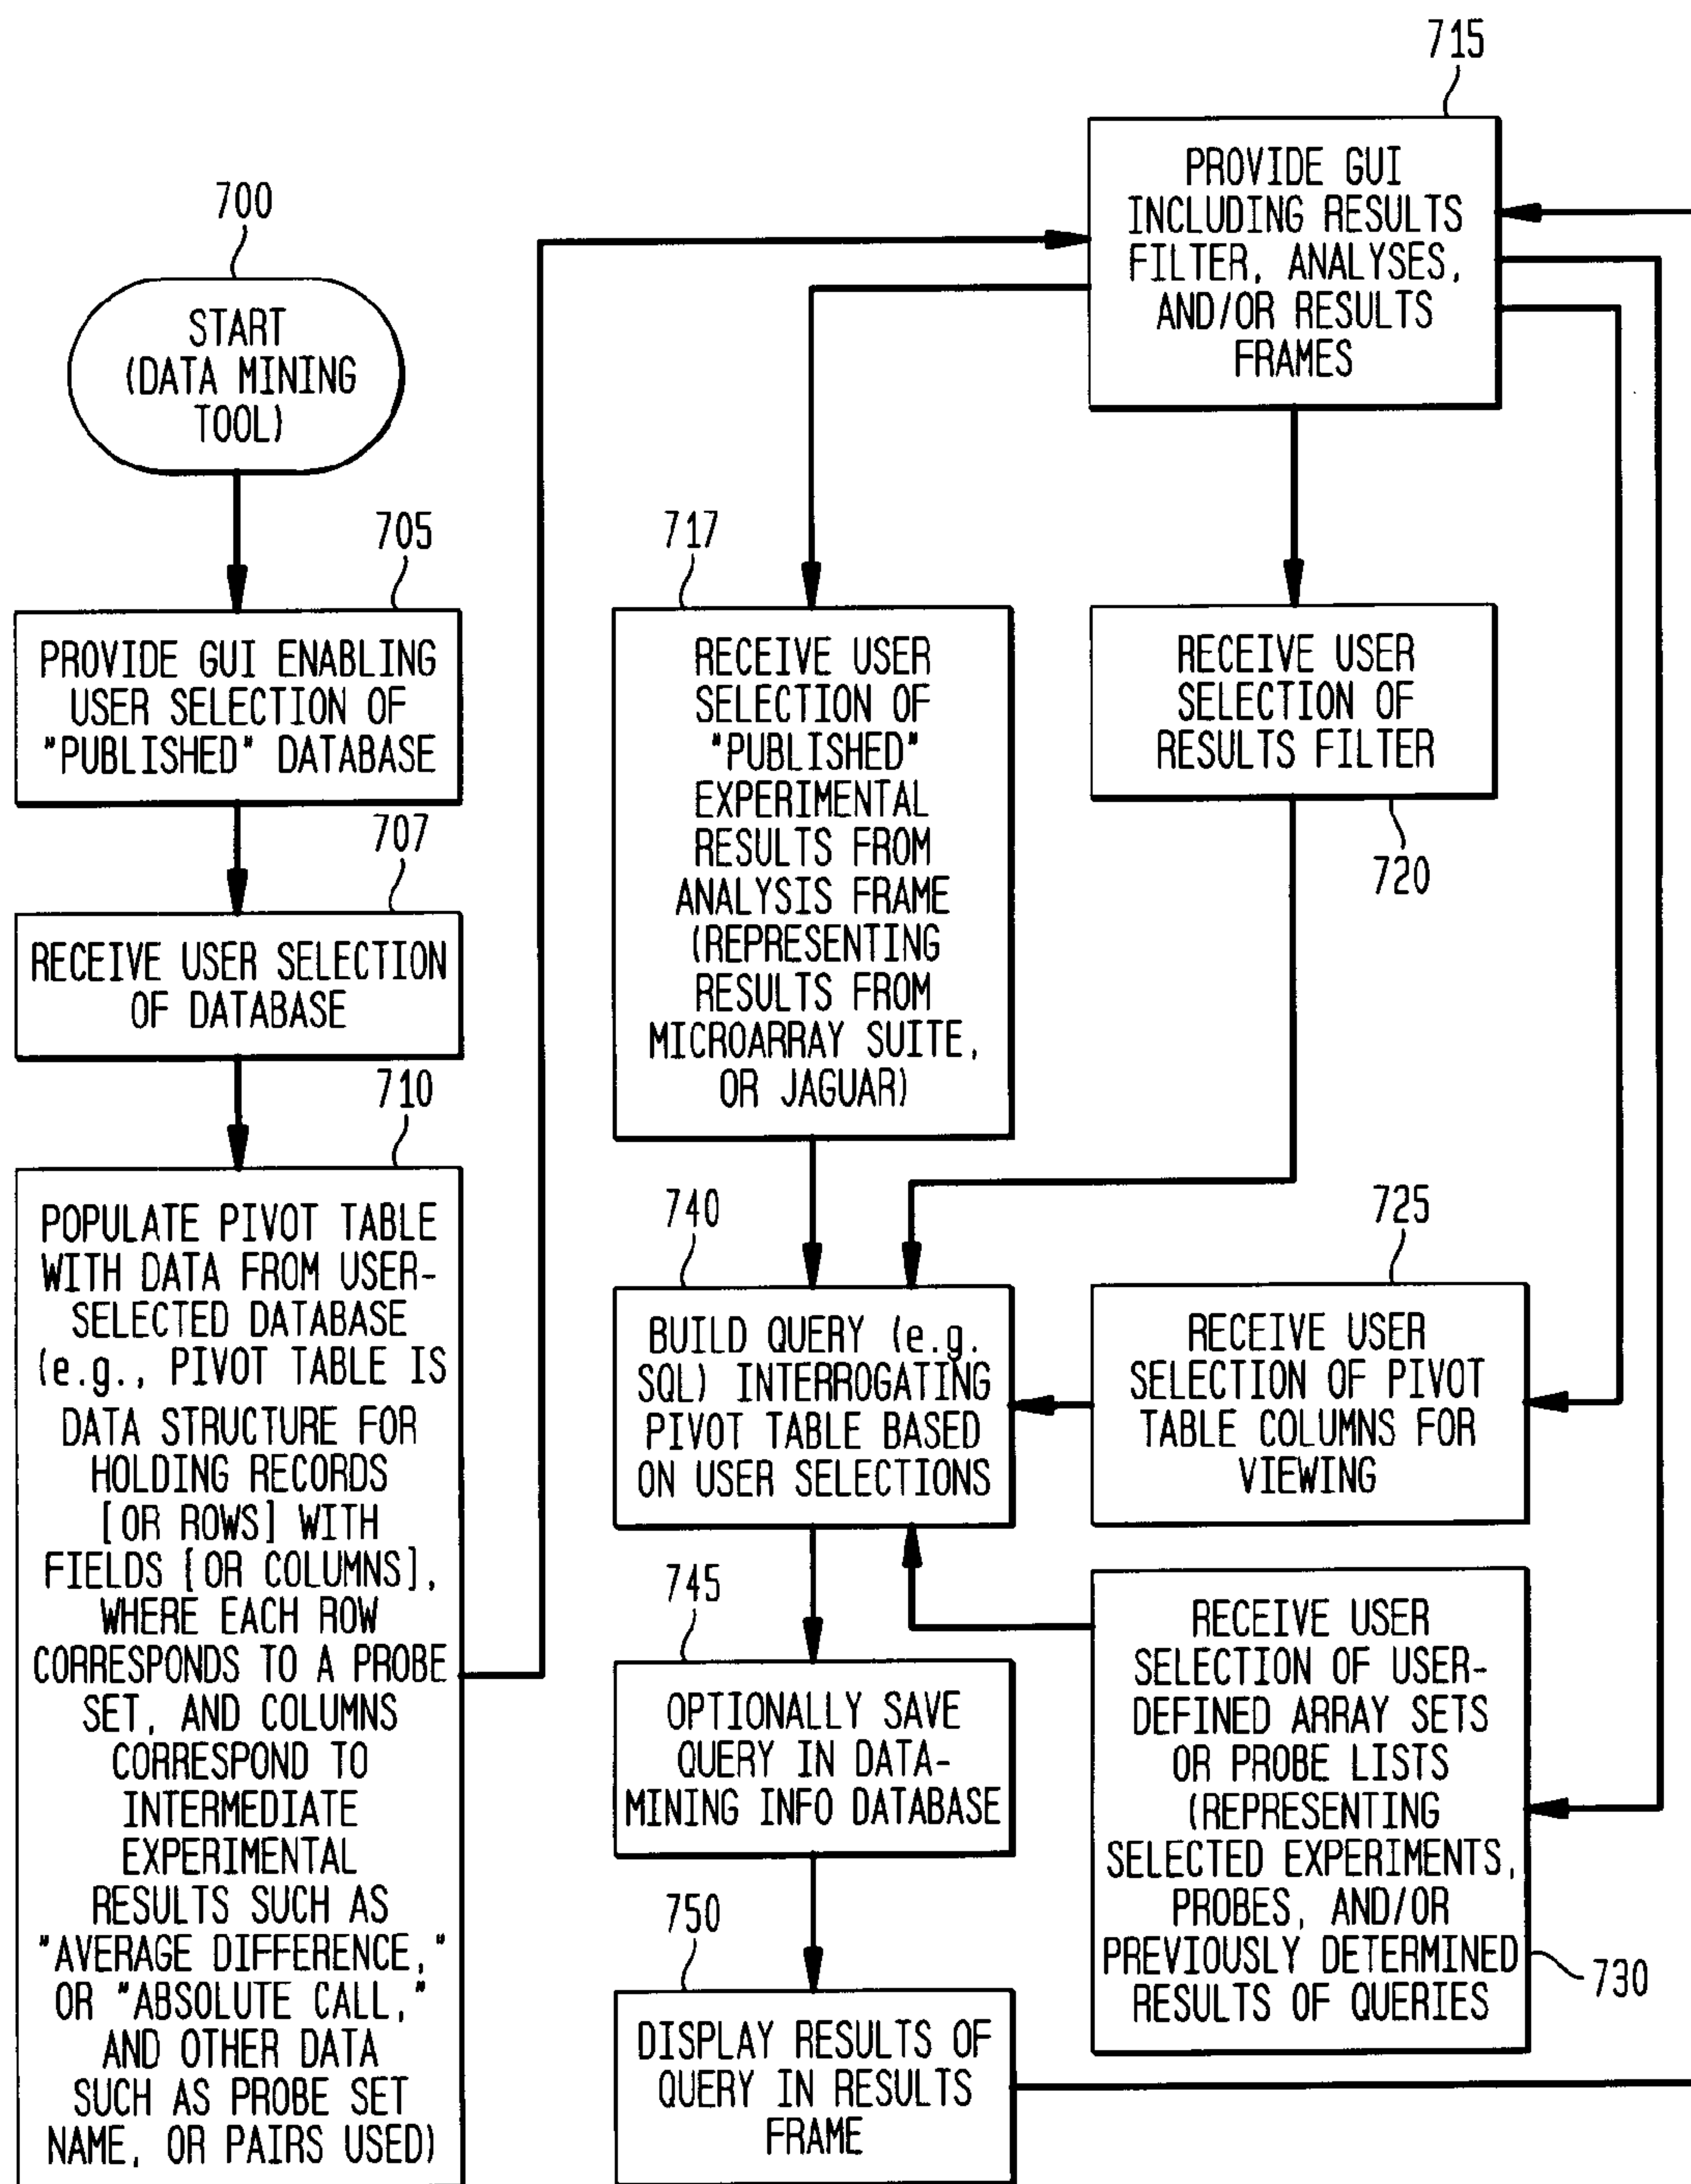 700
START
(DATA MINING
TOOL)
705
PROVIDE GUI ENABLING
USER SELECTION OF
"PUBLISHED" DATABASE
707
RECEIVE USER SELECTION
OF DATABASE
710
POPULATE PIVOT TABLE
WITH DATA FROM USER-
SELECTED DATABASE
(e.g., PIVOT TABLE IS
DATA STRUCTURE FOR
HOLDING RECORDS
[OR ROWS] WITH
FIELDS [OR COLUMNS],
WHERE EACH ROW
CORRESPONDS TO A PROBE
SET, AND COLUMNS
CORRESPOND TO
INTERMEDIATE
EXPERIMENTAL
RESULTS SUCH AS
"AVERAGE DIFFERENCE,"
OR "ABSOLUTE CALL,"
AND OTHER DATA
SUCH AS PROBE SET
NAME, OR PAIRS USED)
715
PROVIDE GUI
INCLUDING RESULTS
FILTER, ANALYSES,
AND/OR RESULTS
FRAMES
717
RECEIVE USER
SELECTION OF
"PUBLISHED"
EXPERIMENTAL
RESULTS FROM
ANALYSIS FRAME
(REPRESENTING
RESULTS FROM
MICROARRAY SUITE,
OR JAGUAR)
RECEIVE USER
SELECTION OF
RESULTS FILTER
720
725
RECEIVE USER
SELECTION OF PIVOT
TABLE COLUMNS FOR
VIEWING
RECEIVE USER
SELECTION OF USER-
DEFINED ARRAY SETS
OR PROBE LISTS
(REPRESENTING
SELECTED EXPERIMENTS,
PROBES, AND/OR
PREVIOUSLY DETERMINED
RESULTS OF QUERIES
730
740
BUILD QUERY (e.g.
SQL) INTERROGATING
PIVOT TABLE BASED
ON USER SELECTIONS
745
OPTIONALLY SAVE
QUERY IN DATA-
MINING INFO DATABASE
750
DISPLAY RESULTS OF
QUERY IN RESULTS
FRAME